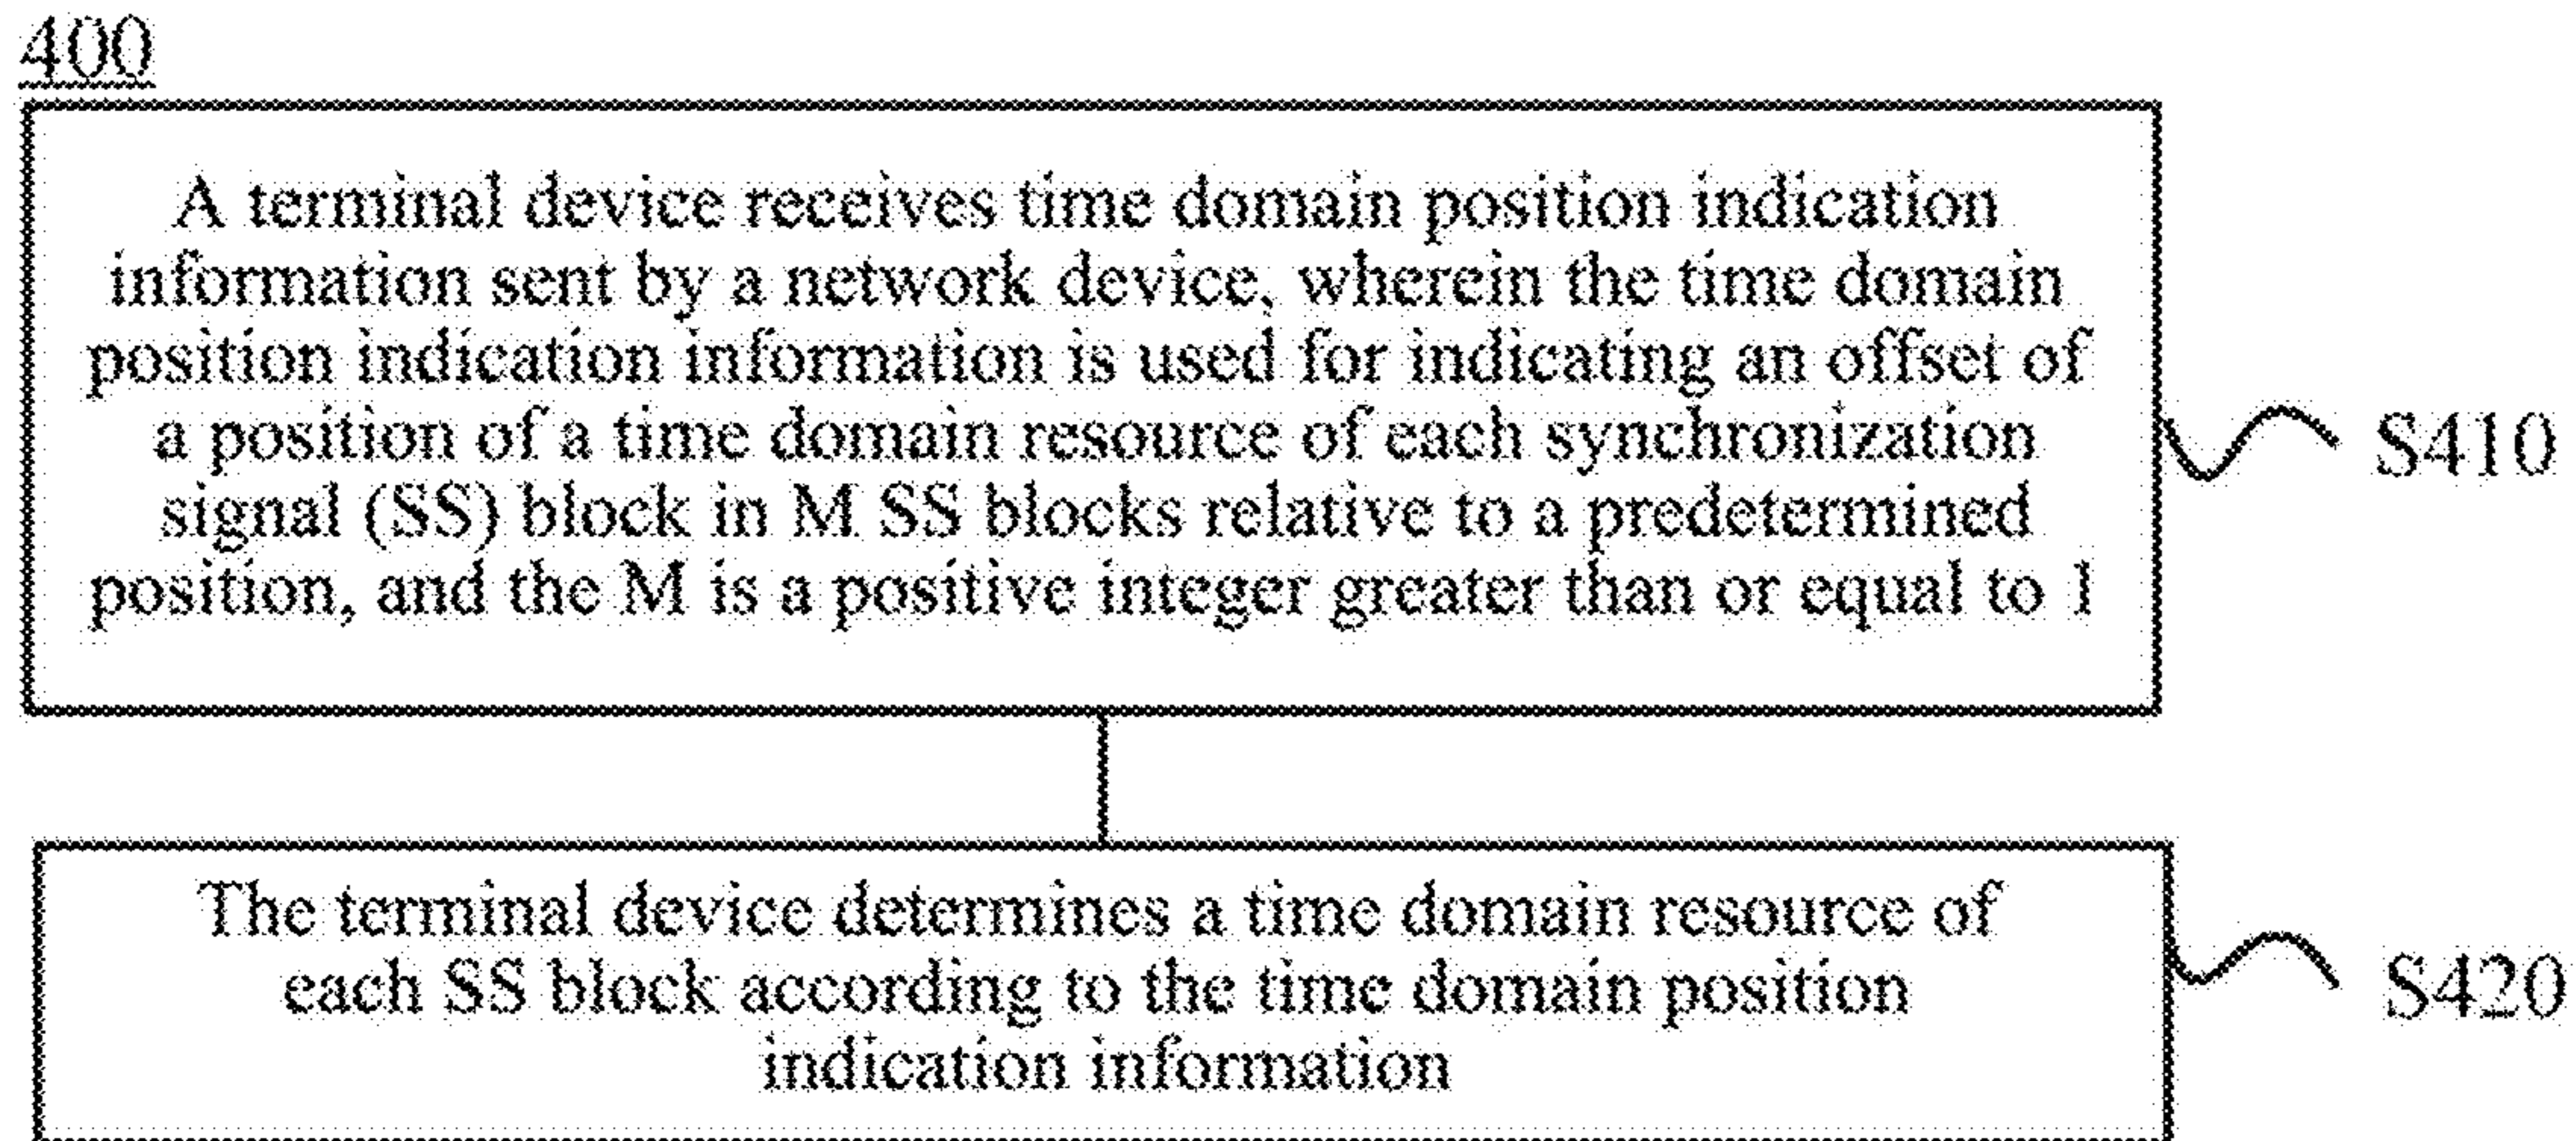 400
A terminal device receives time domain position indication
information sent by a network device, wherein the time domain
position indication information is used for indicating an offset of
a position of a time domain resource of each synchronization
signal (SS) block in M SS blocks relative to a predetermined
position, and the M is a positive integer greater than or equal to 1
S410
The terminal device determines a time domain resource of
each SS block according to the time domain position
indication information
S420